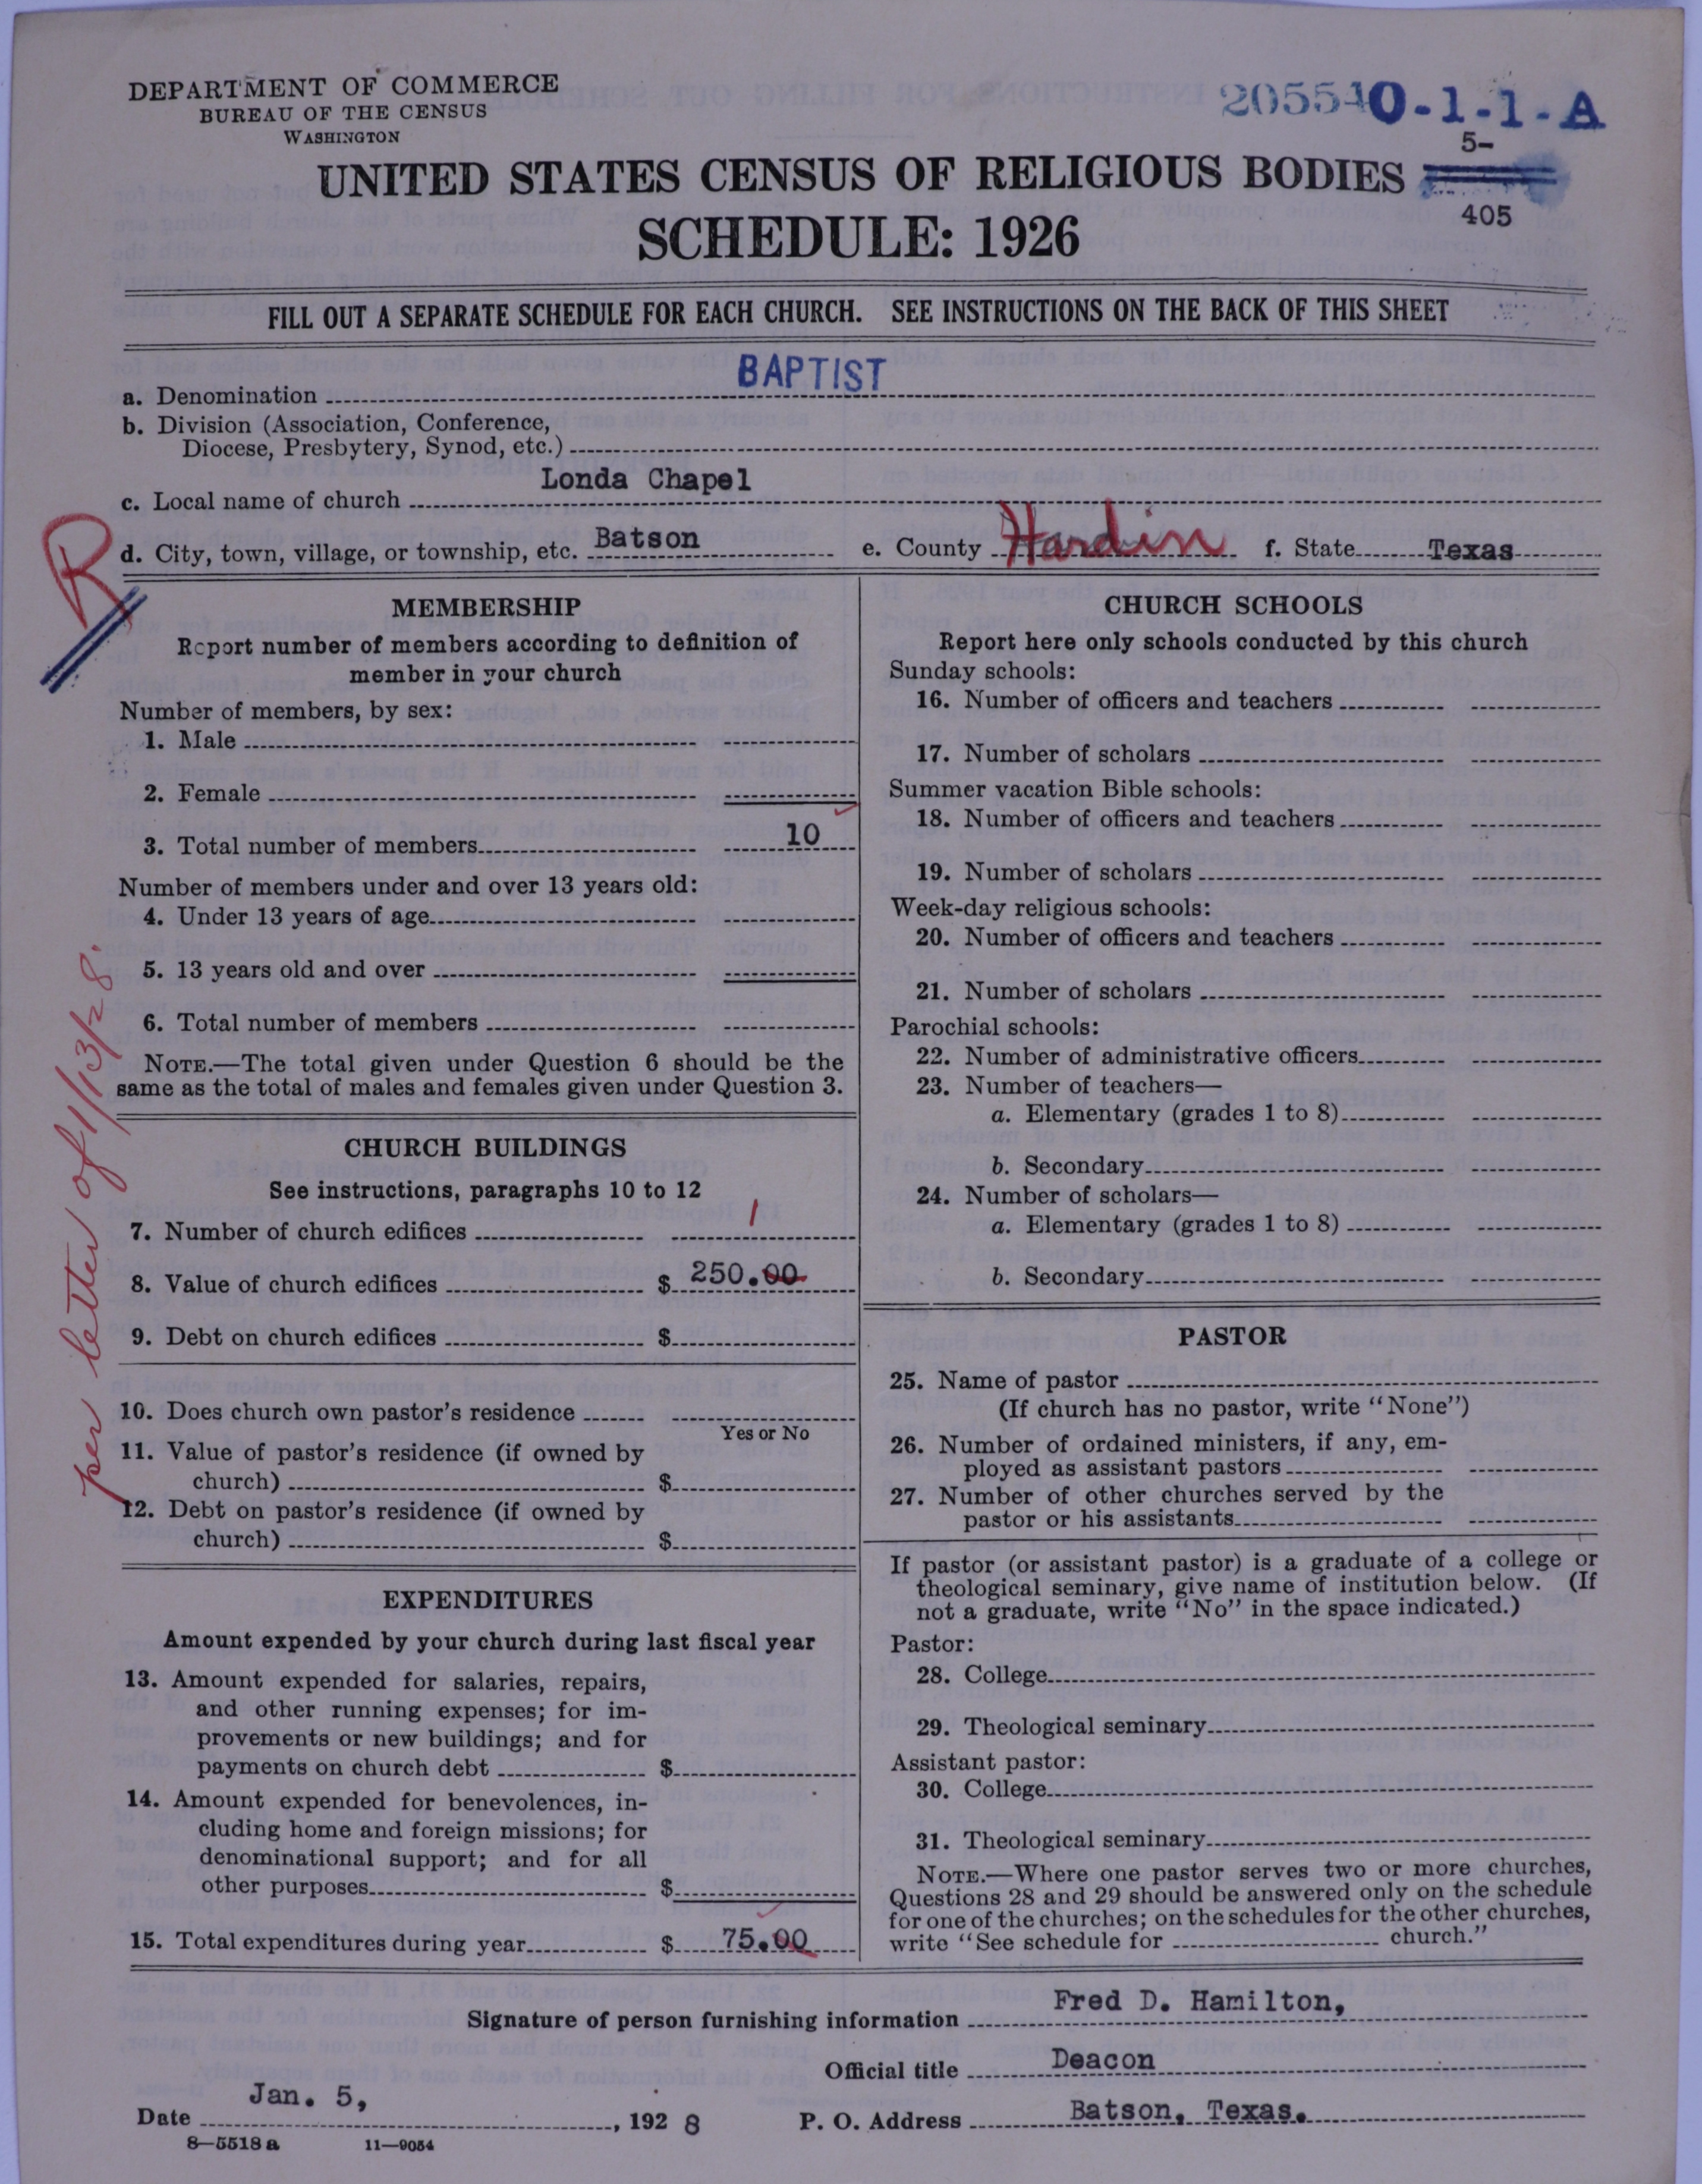 DEPARTMENT OF COMMERCE
BUREAU OF THE CENSUS
WASHINGTON
205540-1-1-A
5-
405
UNITED STATES CENSUS OF RELIGIOUS BODIES
SCHEDULE: 1926
FILL OUT A SEPARATE SCHEDULE FOR EACH CHURCH. SEE INSTRUCTIONS ON THE BACK OF THIS SHEET
a. Denomination BAPTIST
b. Division (Association, Conference,
Diocese, Presbytery, Synod, etc.)
c. Local name of church Londa Chapel
d. City, town, village, or township, etc. Batson e. County Hardin f. State Texas
R
per letter of 1/13/28.
MEMBERSHIP
Report number of members according to definition of
member in your church
Number of members, by sex:
1. Male
2. Female
3. Total number of members 10
Number of members under and over 13 years old:
4. Under 13 years of age
5. 13 years old and over
6. Total number of members
NOTE.—The total given under Question 6 should be the
same as the total of males and females given under Question 3.
CHURCH BUILDINGS
See instructions, paragraphs 10 to 12
7. Number of church edifices 1
8. Value of church edifices $ 250.00
9. Debt on church edifices $
10. Does church own pastor's residence
Yes or No
11. Value of pastor's residence (if owned by
church) $
12. Debt on pastor's residence (if owned by
church) $
EXPENDITURES
Amount expended by your church during last fiscal year
13. Amount expended for salaries, repairs,
and other running expenses; for im-
provements or new buildings; and for
payments on church debt $
14. Amount expended for benevolences, in-
cluding home and foreign missions; for
denominational support; and for all
other purposes $
15. Total expenditures during year $ 75.00
CHURCH SCHOOLS
Report here only schools conducted by this church
Sunday schools:
16. Number of officers and teachers
17. Number of scholars
Summer vacation Bible schools:
18. Number of officers and teachers
19. Number of scholars
Week-day religious schools:
20. Number of officers and teachers
21. Number of scholars
Parochial schools:
22. Number of administrative officers
23. Number of teachers—
a. Elementary (grades 1 to 8)
b. Secondary
24. Number of scholars—
a. Elementary (grades 1 to 8)
b. Secondary
PASTOR
25. Name of pastor
(If church has no pastor, write "None")
26. Number of ordained ministers, if any, em-
ployed as assistant pastors
27. Number of other churches served by the
pastor or his assistants
If pastor (or assistant pastor) is a graduate of a college or
theological seminary, give name of institution below. (If
not a graduate, write "No" in the space indicated.)
Pastor:
28. College
29. Theological seminary
Assistant pastor:
30. College
31. Theological seminary
NOTE.—Where one pastor serves two or more churches,
Questions 28 and 29 should be answered only on the schedule
for one of the churches; on the schedules for the other churches,
write "See schedule for church."
Signature of person furnishing information Fred D. Hamilton,
Official title Deacon
Date Jan. 5, , 192 8 P. O. Address Batson, Texas.
8—5518 a 11—9054